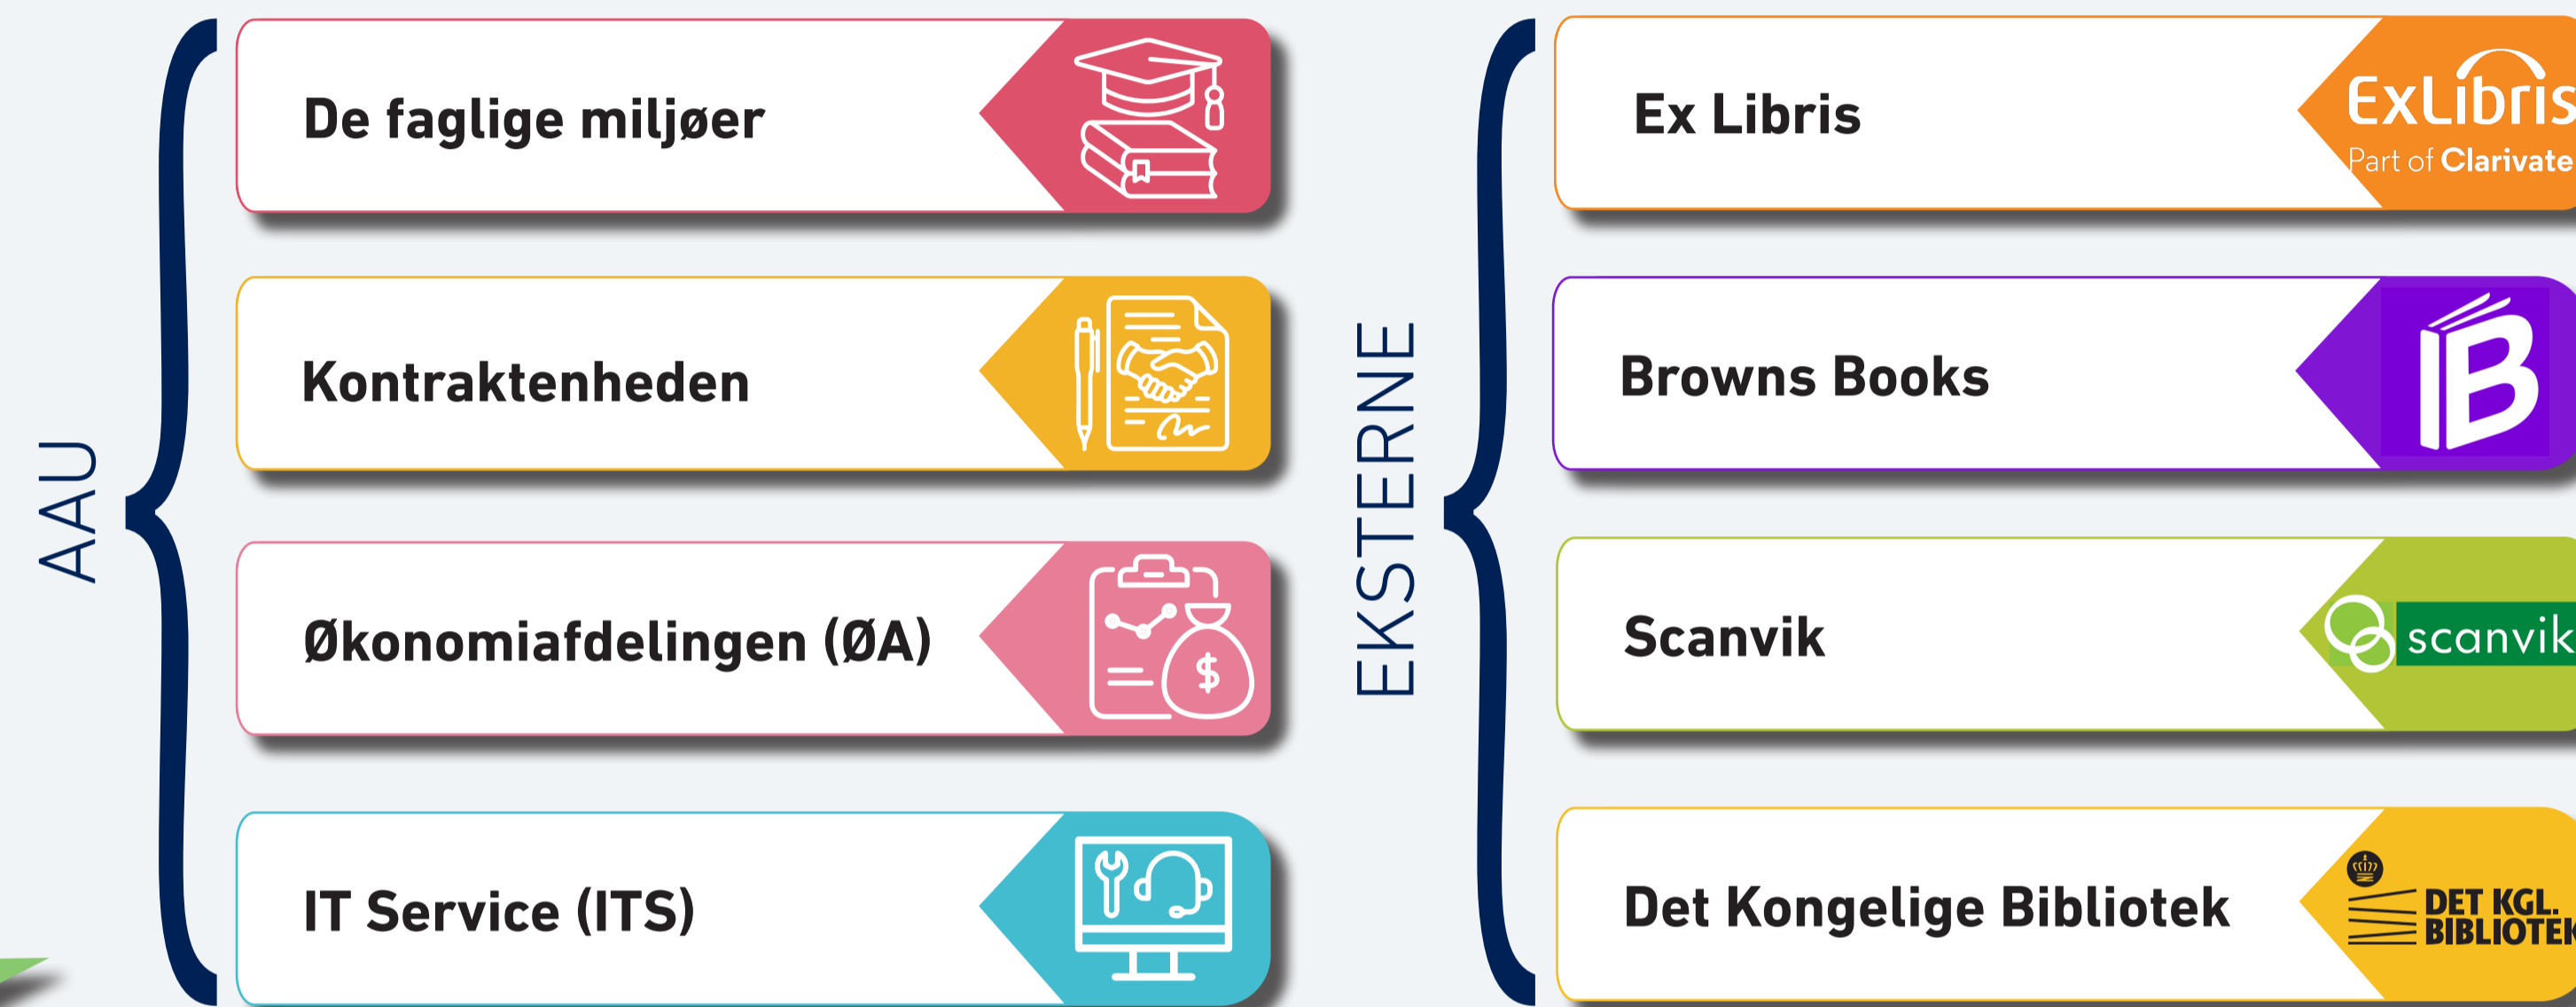 AAU
De faglige miljøer
Kontraktenheden
Økonomiafdelingen (ØA)
$
IT Service (ITS)
EKSTERNE
Ex Libris
ExLibris
Part of Clarivate
Browns Books
B
Scanvik
scanvik
Det Kongelige Bibliotek
DET KGL.
BIBLIOTEK